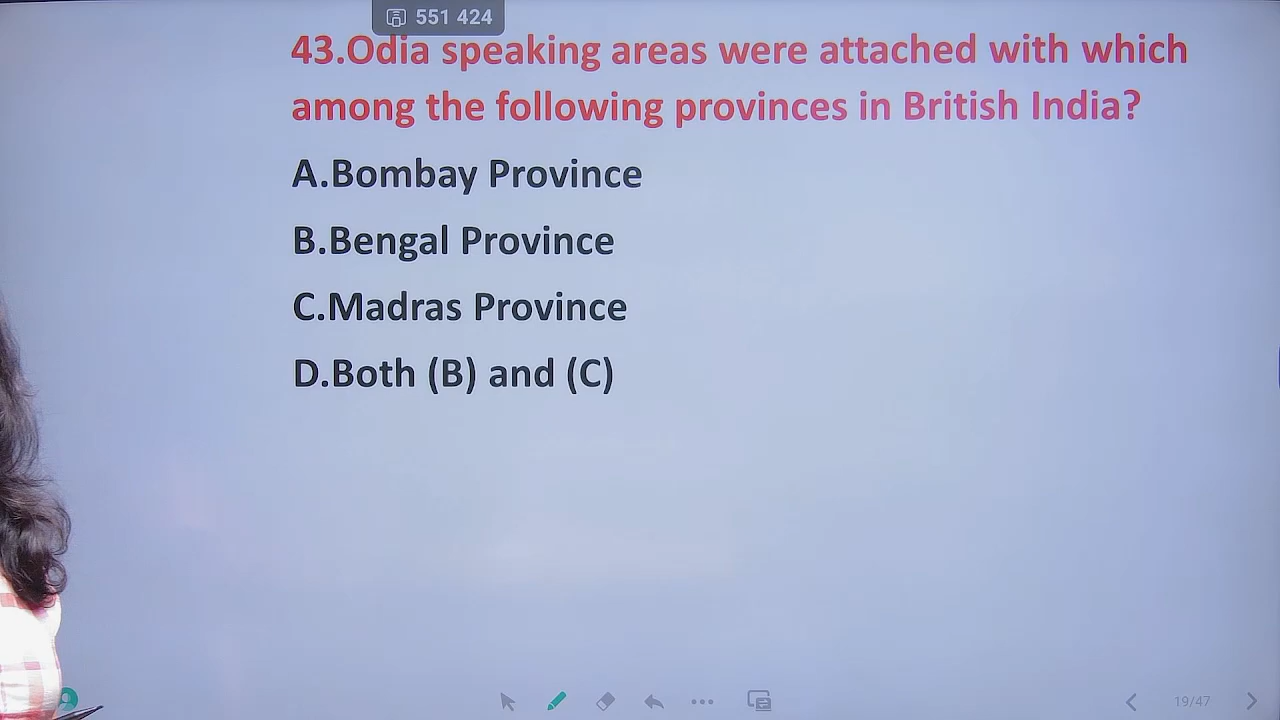 551 424
43.Odia speaking areas were attached with which
among the following provinces in British India?
A.Bombay Province
B.Bengal Province
C.Madras Province
D.Both (B) and (C)
19/47